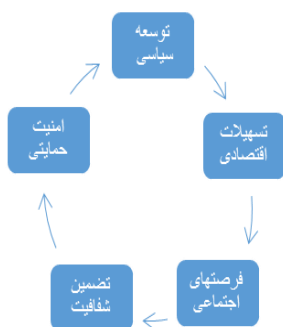 توسعه
سیاسی
تسهیلات
اقتصادی
فرصتهای
اجتماعی
تضمین
شفافیت
امنیت
حمایتی